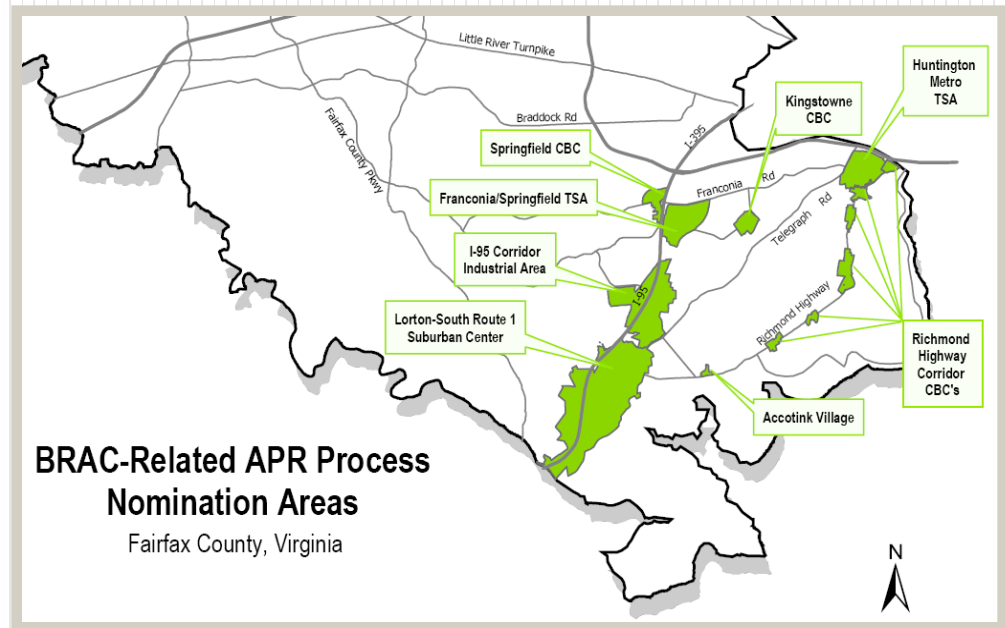 Little River Turnpike
Huntington
Metro
TSA
Kingstowne
CBC
Braddock Rd
Fairfax County Pkwy
I-395
Springfield CBC
Franconia Rd
Franconia/Springfield TSA
Telegraph Rd
I-95 Corridor
Industrial Area
I-95
Lorton-South Route 1
Suburban Center
Richmond Highway
Richmond
Highway
Corridor
CBC's
Accotink Village
BRAC-Related APR Process
Nomination Areas
Fairfax County, Virginia
N